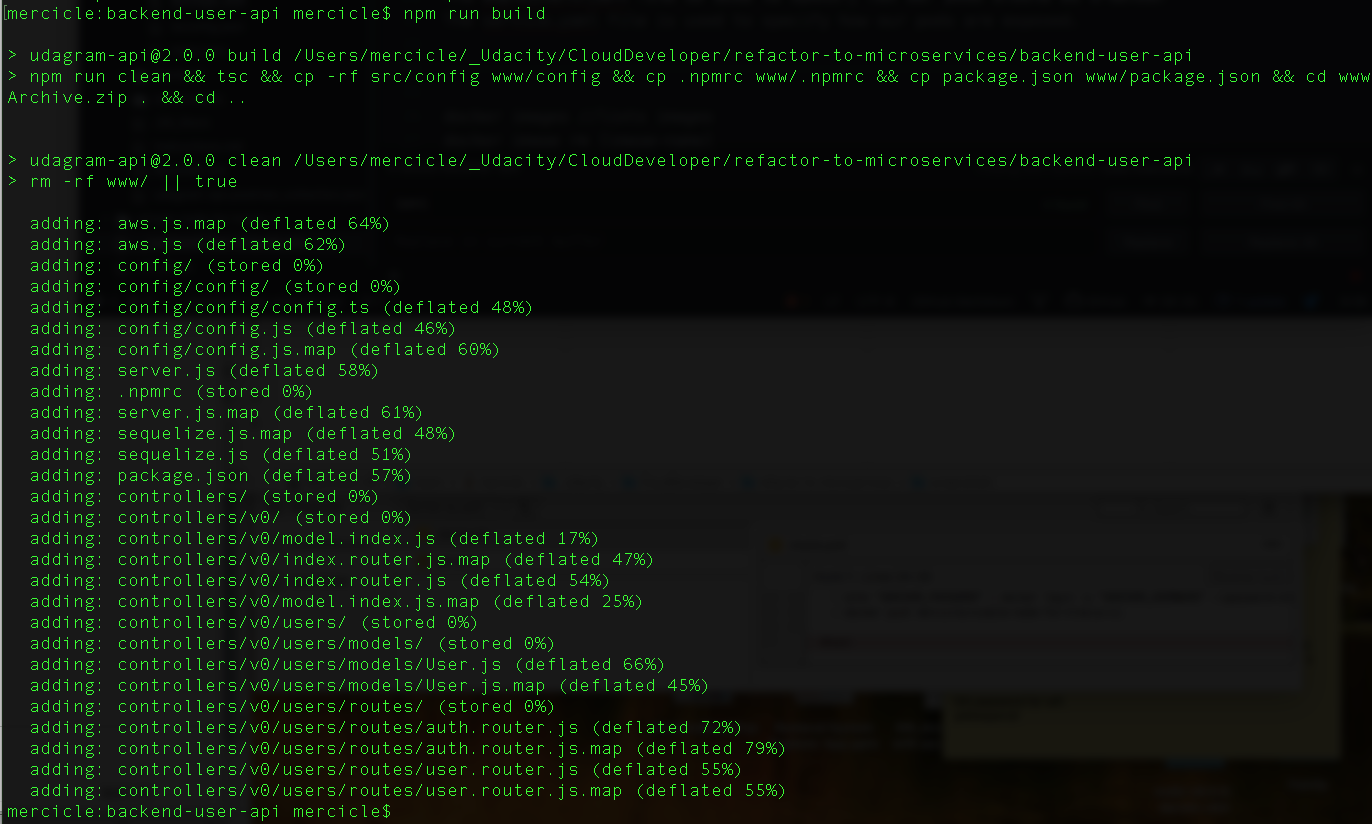 [mercicle:backend-user-api mercicle$ npm run build
> udagram-api@2.0.0 build /Users/mercicle/_Udacity/CloudDeveloper/refactor-to-microservices/backend-user-api
> npm run clean && tsc && cp -rf src/config www/config && cp .npmrc www/.npmrc && cp package.json www/package.json && cd www
Archive.zip . && cd ..
> udagram-api@2.0.0 clean /Users/mercicle/_Udacity/CloudDeveloper/refactor-to-microservices/backend-user-api
> rm -rf www/ || true
adding: aws.js.map (deflated 64%)
adding: aws.js (deflated 62%)
adding: config/ (stored 0%)
adding: config/config/ (stored 0%)
adding: config/config/config.ts (deflated 48%)
adding: config/config.js (deflated 46%)
adding: config/config.js.map (deflated 60%)
adding: server.js (deflated 58%)
adding: .npmrc (stored 0%)
adding: server.js.map (deflated 61%)
adding: sequelize.js.map (deflated 48%)
adding: sequelize.js (deflated 51%)
adding: package.json (deflated 57%)
adding: controllers/ (stored 0%)
adding: controllers/v0/ (stored 0%)
adding: controllers/v0/model.index.js (deflated 17%)
adding: controllers/v0/index.router.js.map (deflated 47%)
adding: controllers/v0/index.router.js (deflated 54%)
adding: controllers/v0/model.index.js.map (deflated 25%)
adding: controllers/v0/users/ (stored 0%)
adding: controllers/v0/users/models/ (stored 0%)
adding: controllers/v0/users/models/User.js (deflated 66%)
adding: controllers/v0/users/models/User.js.map (deflated 45%)
adding: controllers/v0/users/routes/ (stored 0%)
adding: controllers/v0/users/routes/auth.router.js (deflated 72%)
adding: controllers/v0/users/routes/auth.router.js.map (deflated 79%)
adding: controllers/v0/users/routes/user.router.js (deflated 55%)
adding: controllers/v0/users/routes/user.router.js.map (deflated 55%)
mercicle:backend-user-api mercicle$